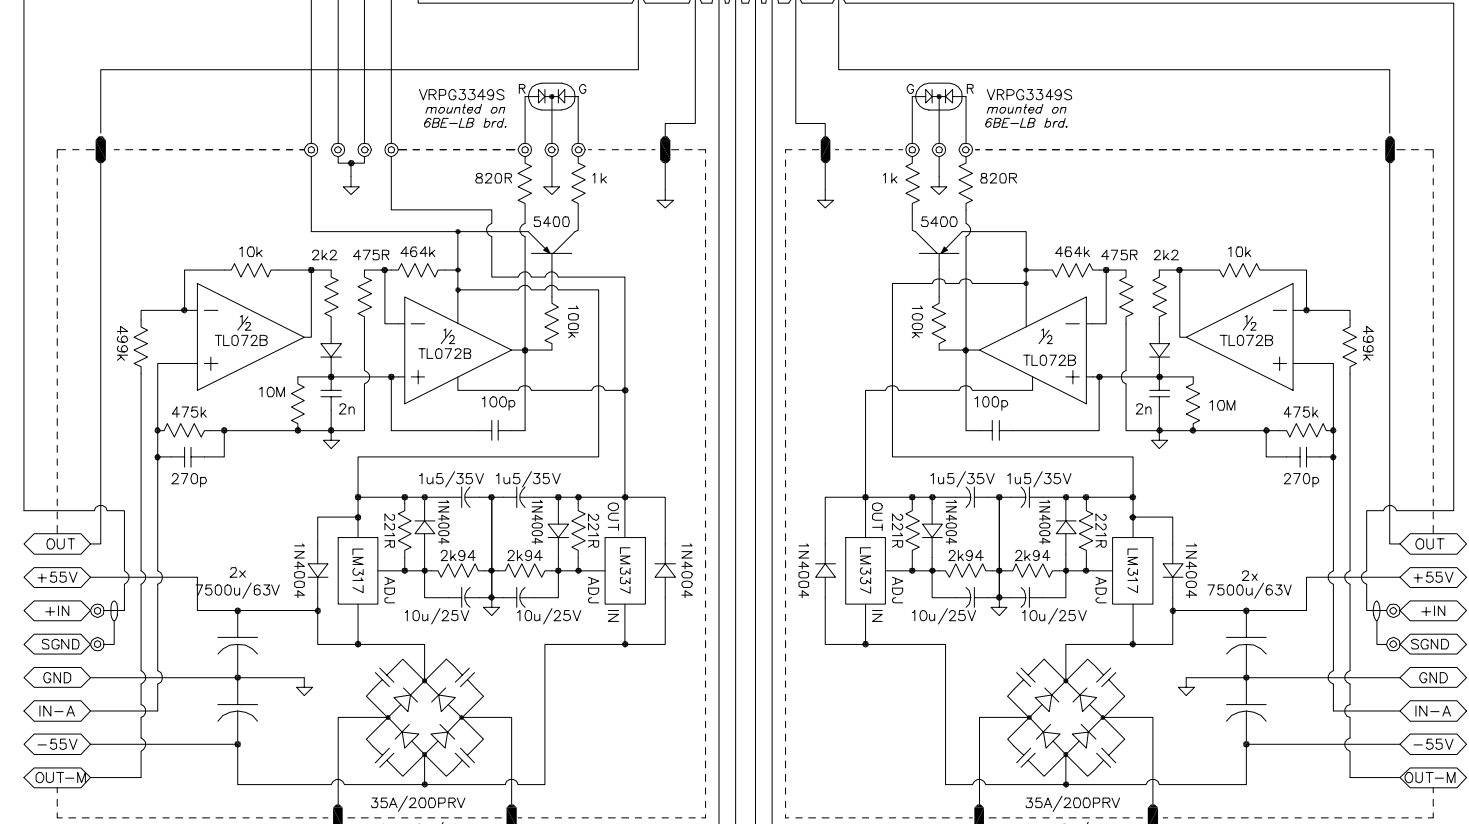 VRPG3349S
mounted on
6BE-LB brd.
R
G
820R
1k
5400
10k
2k2
475R
464k
1/2
TL072B
1/2
TL072B
100k
499k
10M
2n
100p
475k
270p
1u5/35V
1u5/35V
221R
1N4004
1N4004
221R
OUT
1N4004
LM317
ADJ
2k94
2k94
ADJ
LM337
IN
1N4004
10u/25V
10u/25V
2x
7500u/63V
OUT
+55V
+IN
SGND
GND
IN-A
-55V
OUT-M
35A/200PRV
G
R
VRPG3349S
mounted on
6BE-LB brd.
1k
820R
5400
464k
475R
2k2
10k
100k
1/2
TL072B
1/2
TL072B
499k
100p
2n
10M
475k
270p
1u5/35V
1u5/35V
OUT
221R
1N4004
1N4004
221R
1N4004
LM337
IN
ADJ
2k94
2k94
ADJ
LM317
1N4004
10u/25V
10u/25V
2x
7500u/63V
OUT
+55V
+IN
SGND
GND
IN-A
-55V
OUT-M
35A/200PRV